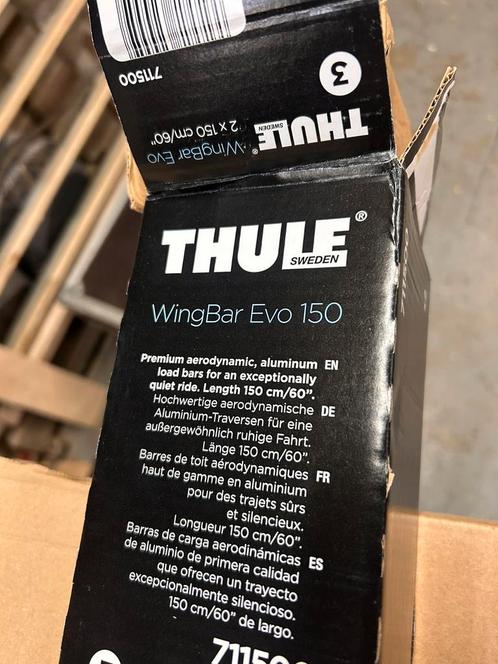 711500
3
THULE®
SWEDEN
WingBar Evo
2 x 150 cm/60"
THULE®
SWEDEN
WingBar Evo 150
Premium aerodynamic, aluminum EN
load bars for an exceptionally
quiet ride. Length 150 cm/60".
Hochwertige aerodynamische DE
Aluminium-Traversen für eine
außergewöhnlich ruhige Fahrt.
Länge 150 cm/60".
Barres de toit aérodynamiques FR
haut de gamme en aluminium
pour des trajets sûrs
et silencieux.
Longueur 150 cm/60".
Barras de carga aerodinámicas ES
de aluminio de primera calidad
que ofrecen un trayecto
excepcionalmente silencioso.
150 cm/60" de largo.